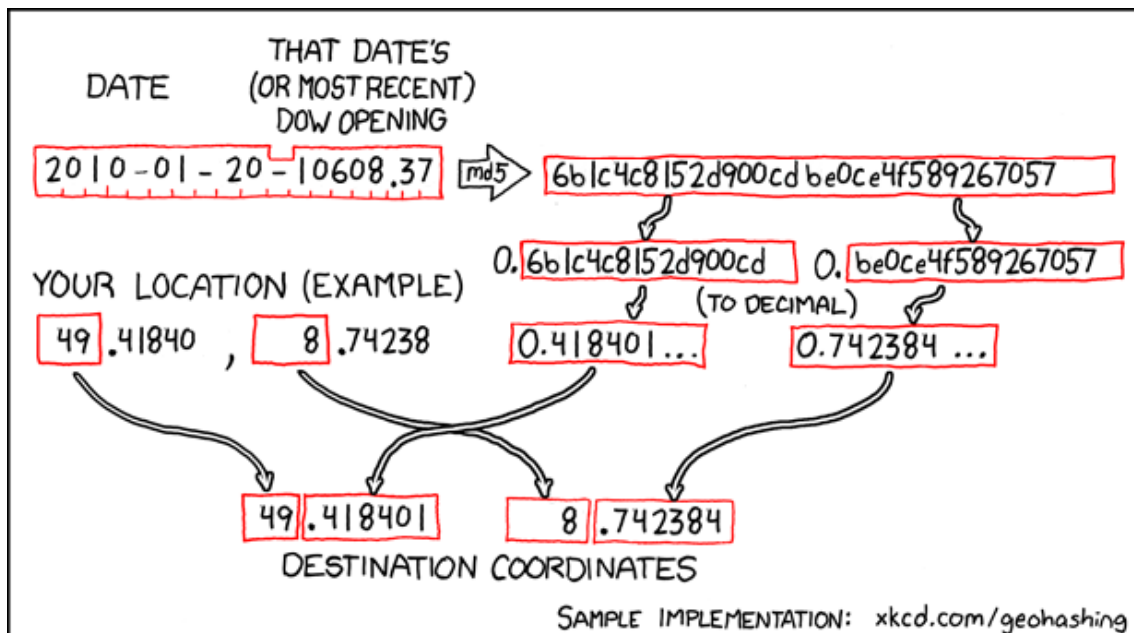 DATE
THAT DATE'S
(OR MOST RECENT)
DOW OPENING
2010-01-20-10608.37
md5
6b1c4c8152d900cdbe0ce4f589267057
0.6b1c4c8152d900cd
0.be0ce4f589267057
(TO DECIMAL)
0.418401...
0.742384...
YOUR LOCATION (EXAMPLE)
49.41840, 8.74238
49.418401
8.742384
DESTINATION COORDINATES
SAMPLE IMPLEMENTATION: xkcd.com/geohashing